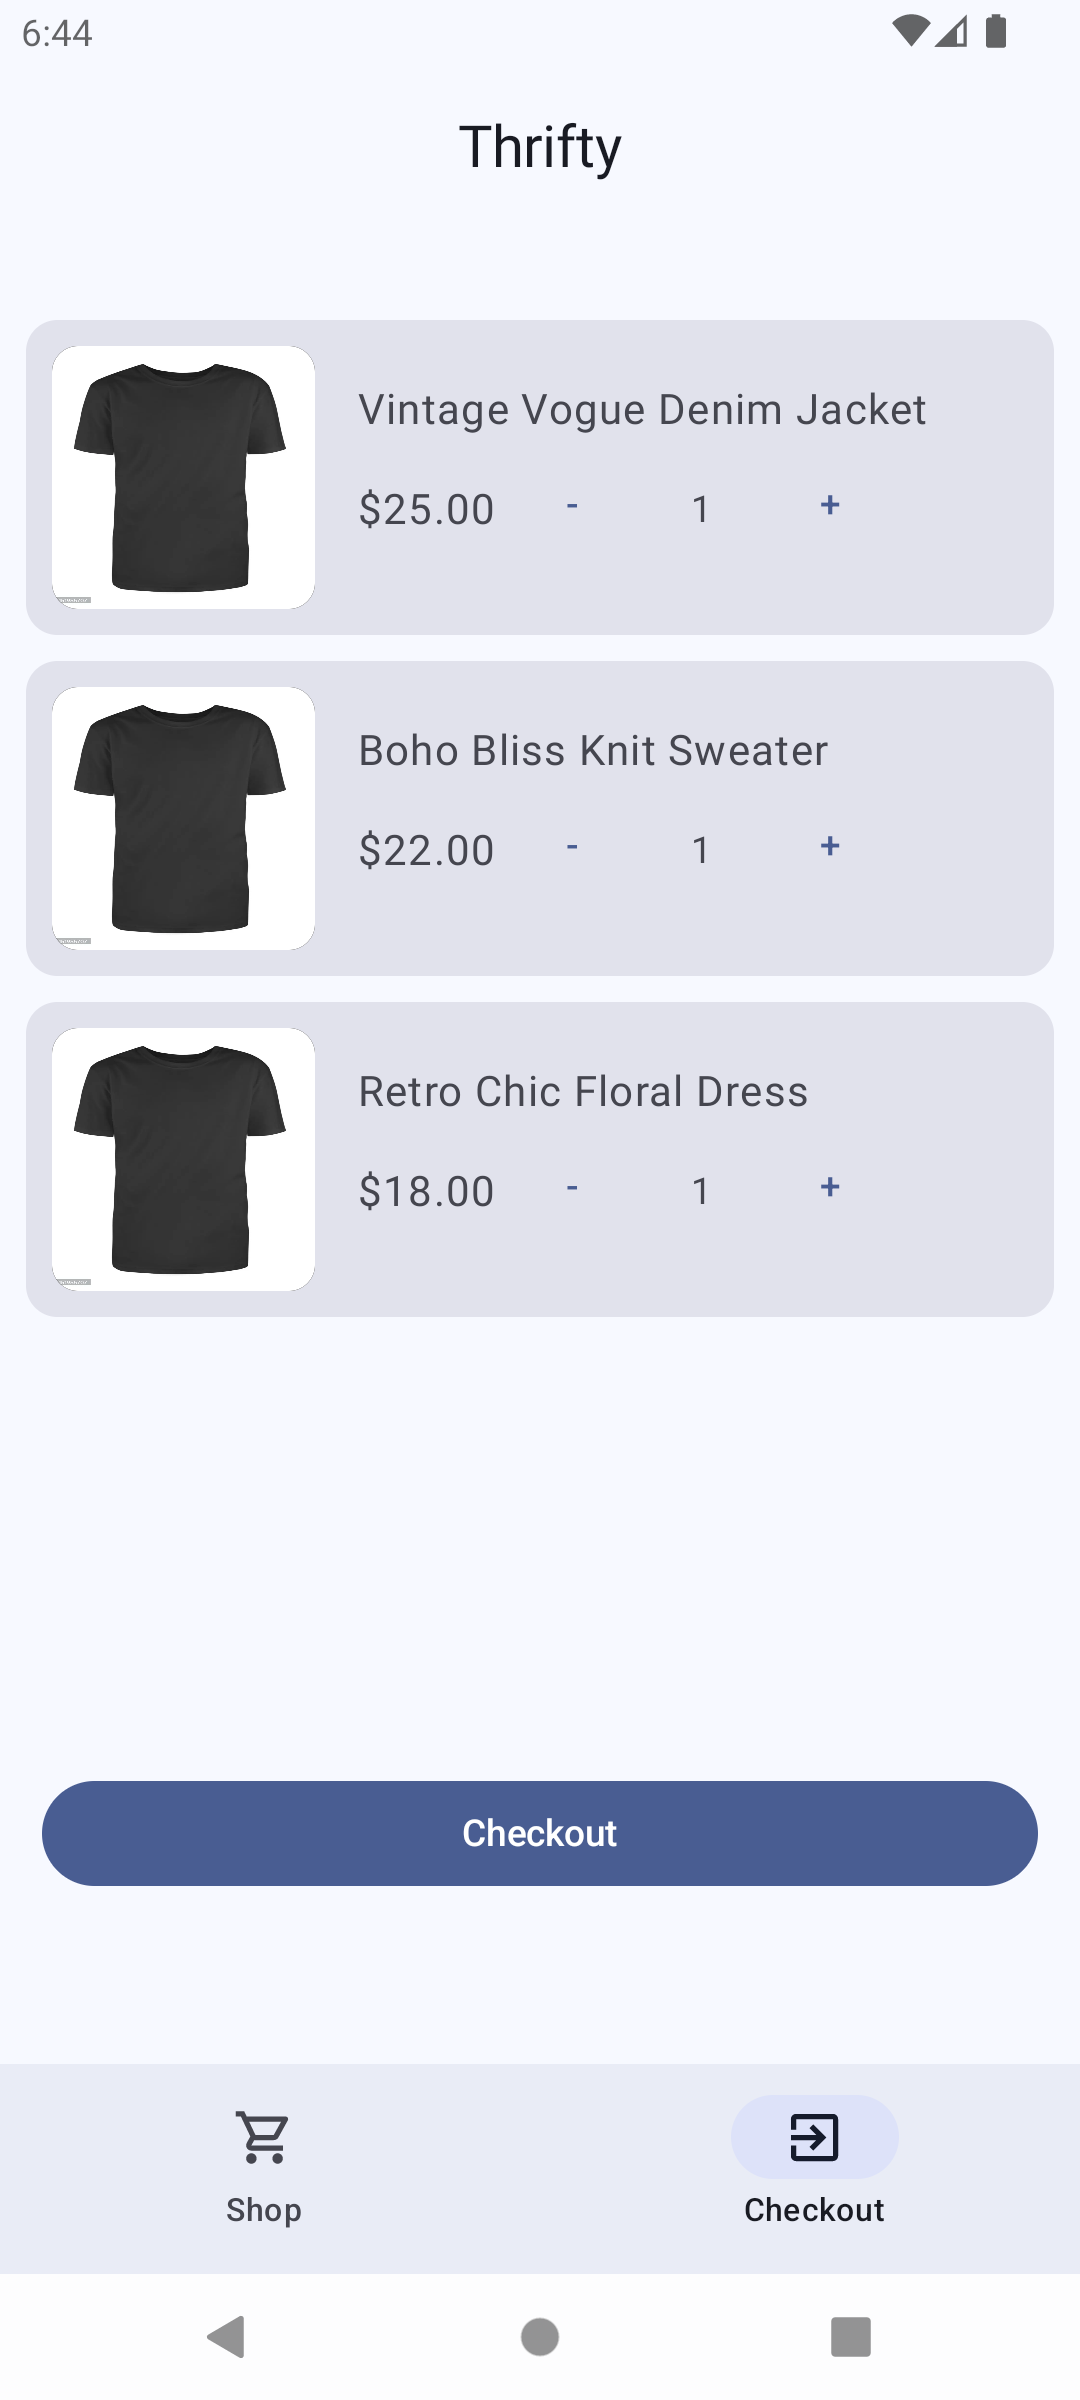 6:44
Thrifty
Vintage Vogue Denim Jacket
$25.00 - 1 +
Boho Bliss Knit Sweater
$22.00 - 1 +
Retro Chic Floral Dress
$18.00 - 1 +
Checkout
Shop
Checkout